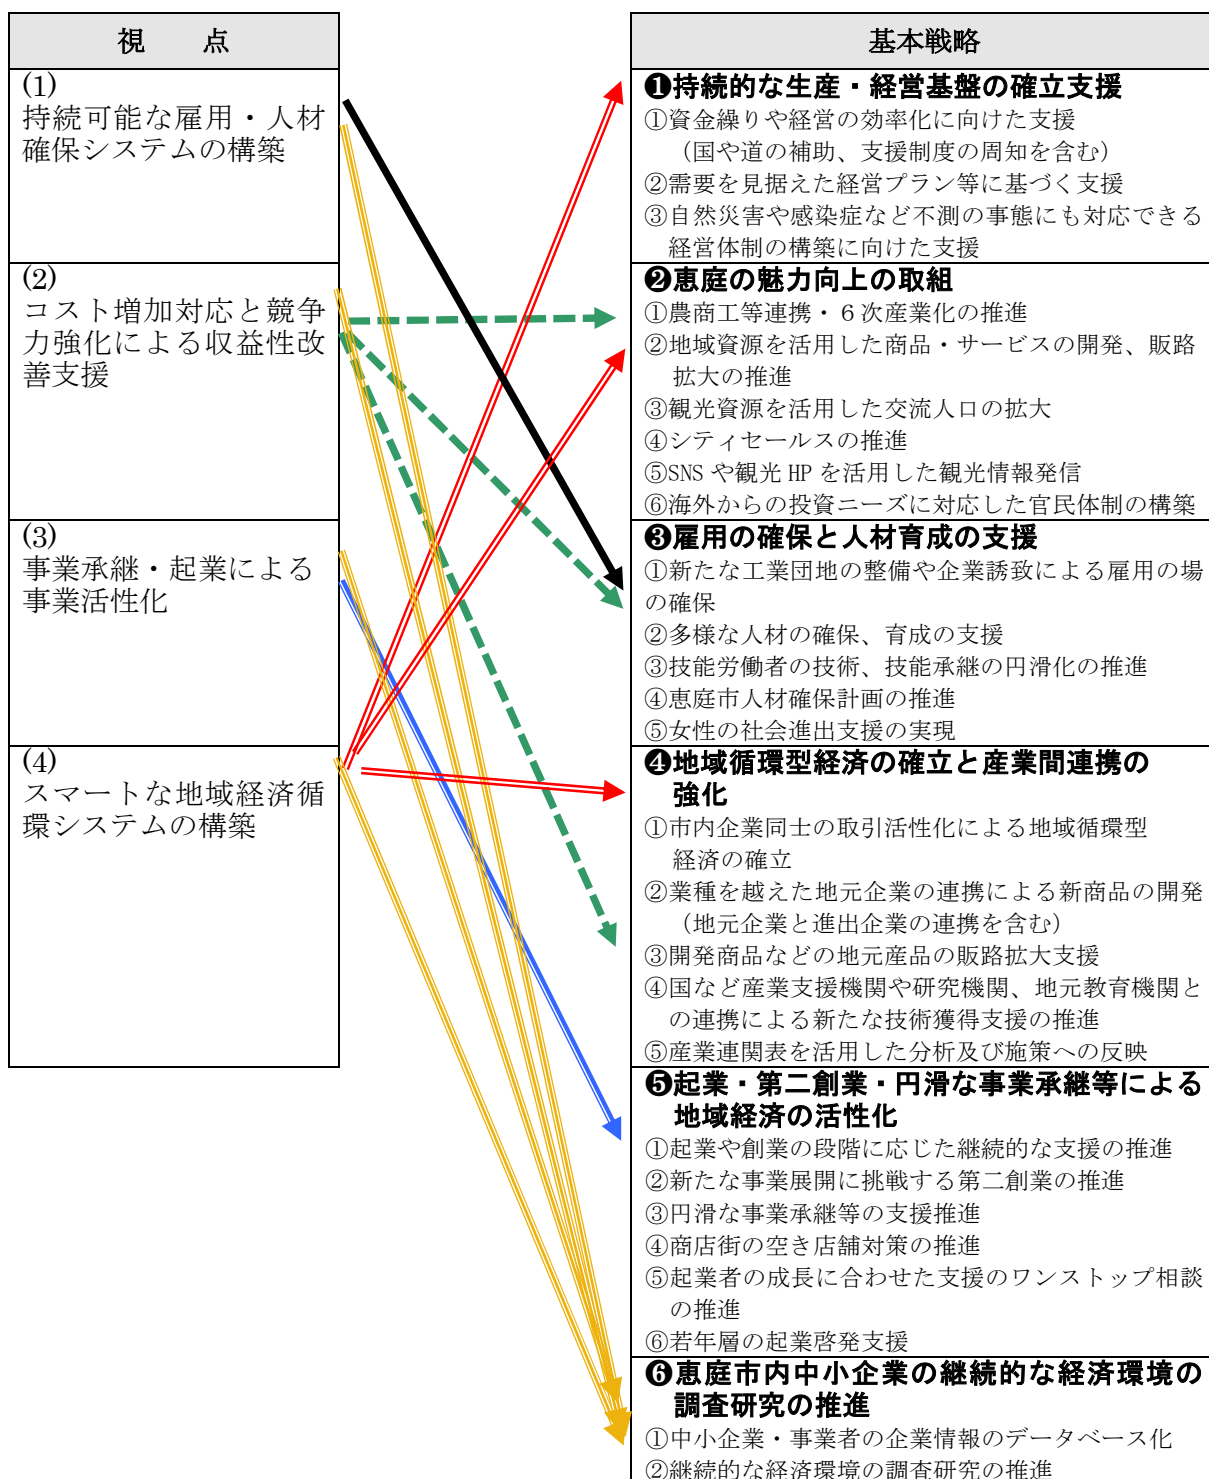 視　　点
(1)
持続可能な雇用・人材
確保システムの構築
(2)
コスト増加対応と競争
力強化による収益性改
善支援
(3)
事業承継・起業による
事業活性化
(4)
スマートな地域経済循
環システムの構築
基本戦略
❶持続的な生産・経営基盤の確立支援
①資金繰りや経営の効率化に向けた支援
（国や道の補助、支援制度の周知を含む）
②需要を見据えた経営プラン等に基づく支援
③自然災害や感染症など不測の事態にも対応できる
経営体制の構築に向けた支援
❷恵庭の魅力向上の取組
①農商工等連携・６次産業化の推進
②地域資源を活用した商品・サービスの開発、販路
拡大の推進
③観光資源を活用した交流人口の拡大
④シティセールスの推進
⑤SNS や観光 HP を活用した観光情報発信
⑥海外からの投資ニーズに対応した官民体制の構築
❸雇用の確保と人材育成の支援
①新たな工業団地の整備や企業誘致による雇用の場
の確保
②多様な人材の確保、育成の支援
③技能労働者の技術、技能承継の円滑化の推進
④恵庭市人材確保計画の推進
⑤女性の社会進出支援の実現
❹地域循環型経済の確立と産業間連携の
強化
①市内企業同士の取引活性化による地域循環型
経済の確立
②業種を越えた地元企業の連携による新商品の開発
（地元企業と進出企業の連携を含む）
③開発商品などの地元産品の販路拡大支援
④国など産業支援機関や研究機関、地元教育機関と
の連携による新たな技術獲得支援の推進
⑤産業連関表を活用した分析及び施策への反映
❺起業・第二創業・円滑な事業承継等による
地域経済の活性化
①起業や創業の段階に応じた継続的な支援の推進
②新たな事業展開に挑戦する第二創業の推進
③円滑な事業承継等の支援推進
④商店街の空き店舗対策の推進
⑤起業者の成長に合わせた支援のワンストップ相談
の推進
⑥若年層の起業啓発支援
❻恵庭市内中小企業の継続的な経済環境の
調査研究の推進
①中小企業・事業者の企業情報のデータベース化
②継続的な経済環境の調査研究の推進